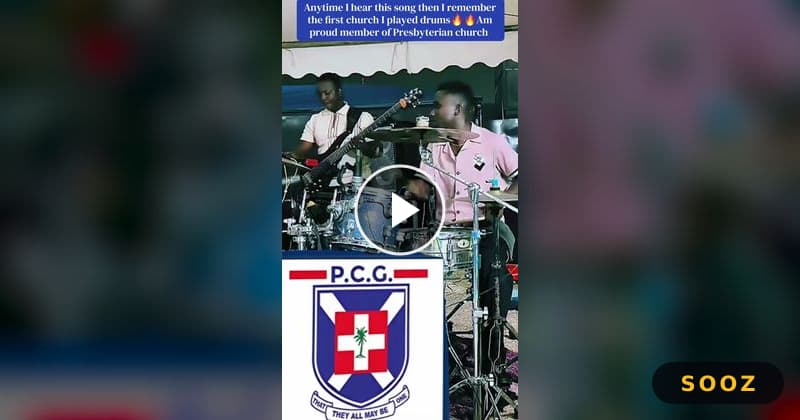 Anytime I hear this song then I remember
the first church I played drums🔥🔥Am
proud member of Presbyterian church
P.C.G.
THAT THEY ALL MAY BE ONE
SOOZ